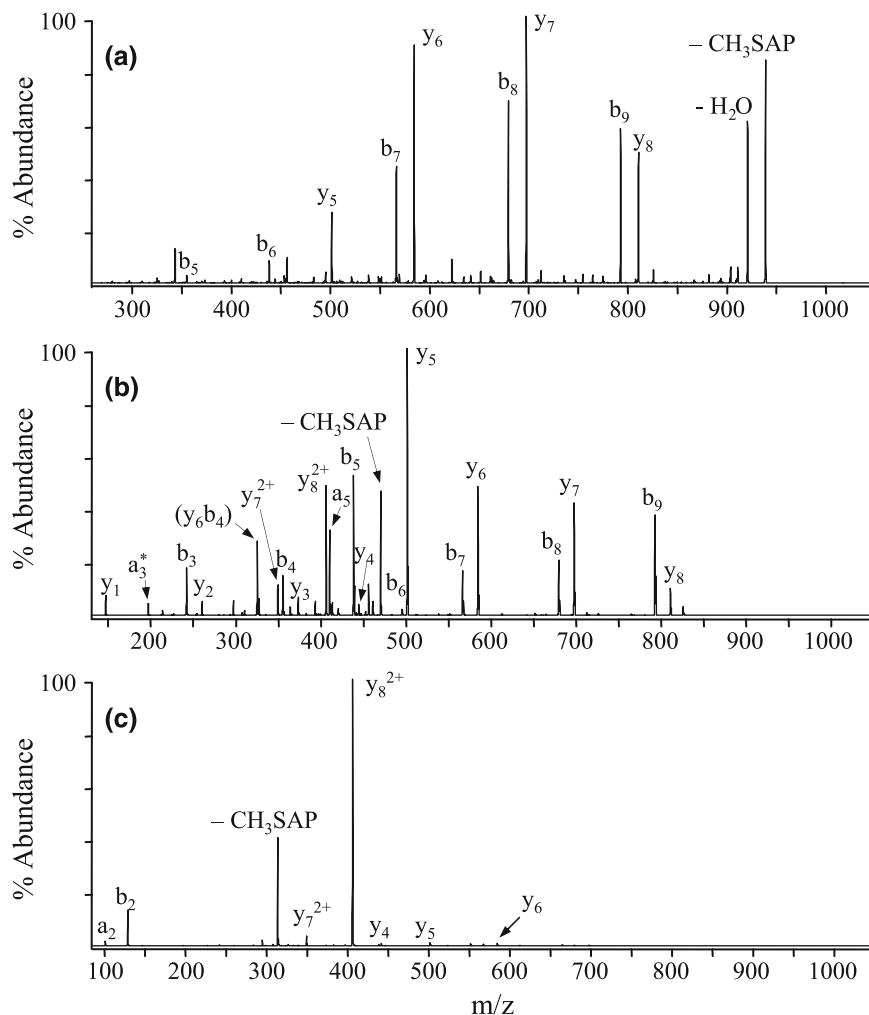 100
(a)
y6
y7
– CH3SAP
b8
- H2O
b9
y8
b7
y5
b6
b5
% Abundance
300 400 500 600 700 800 900 1000
100
(b)
y5
– CH3SAP
b5
y8^2+
y6
y7
a5
y7^2+
b9
(y6b4)
b8
b7
y4
b3
b4
a3*
y8
y1
y2
y3
b6
% Abundance
200 300 400 500 600 700 800 900 1000
100
y8^2+
(c)
– CH3SAP
b2
y7^2+
y6
a2
y4
y5
% Abundance
100 200 300 400 500 600 700 800 900 1000
m/z